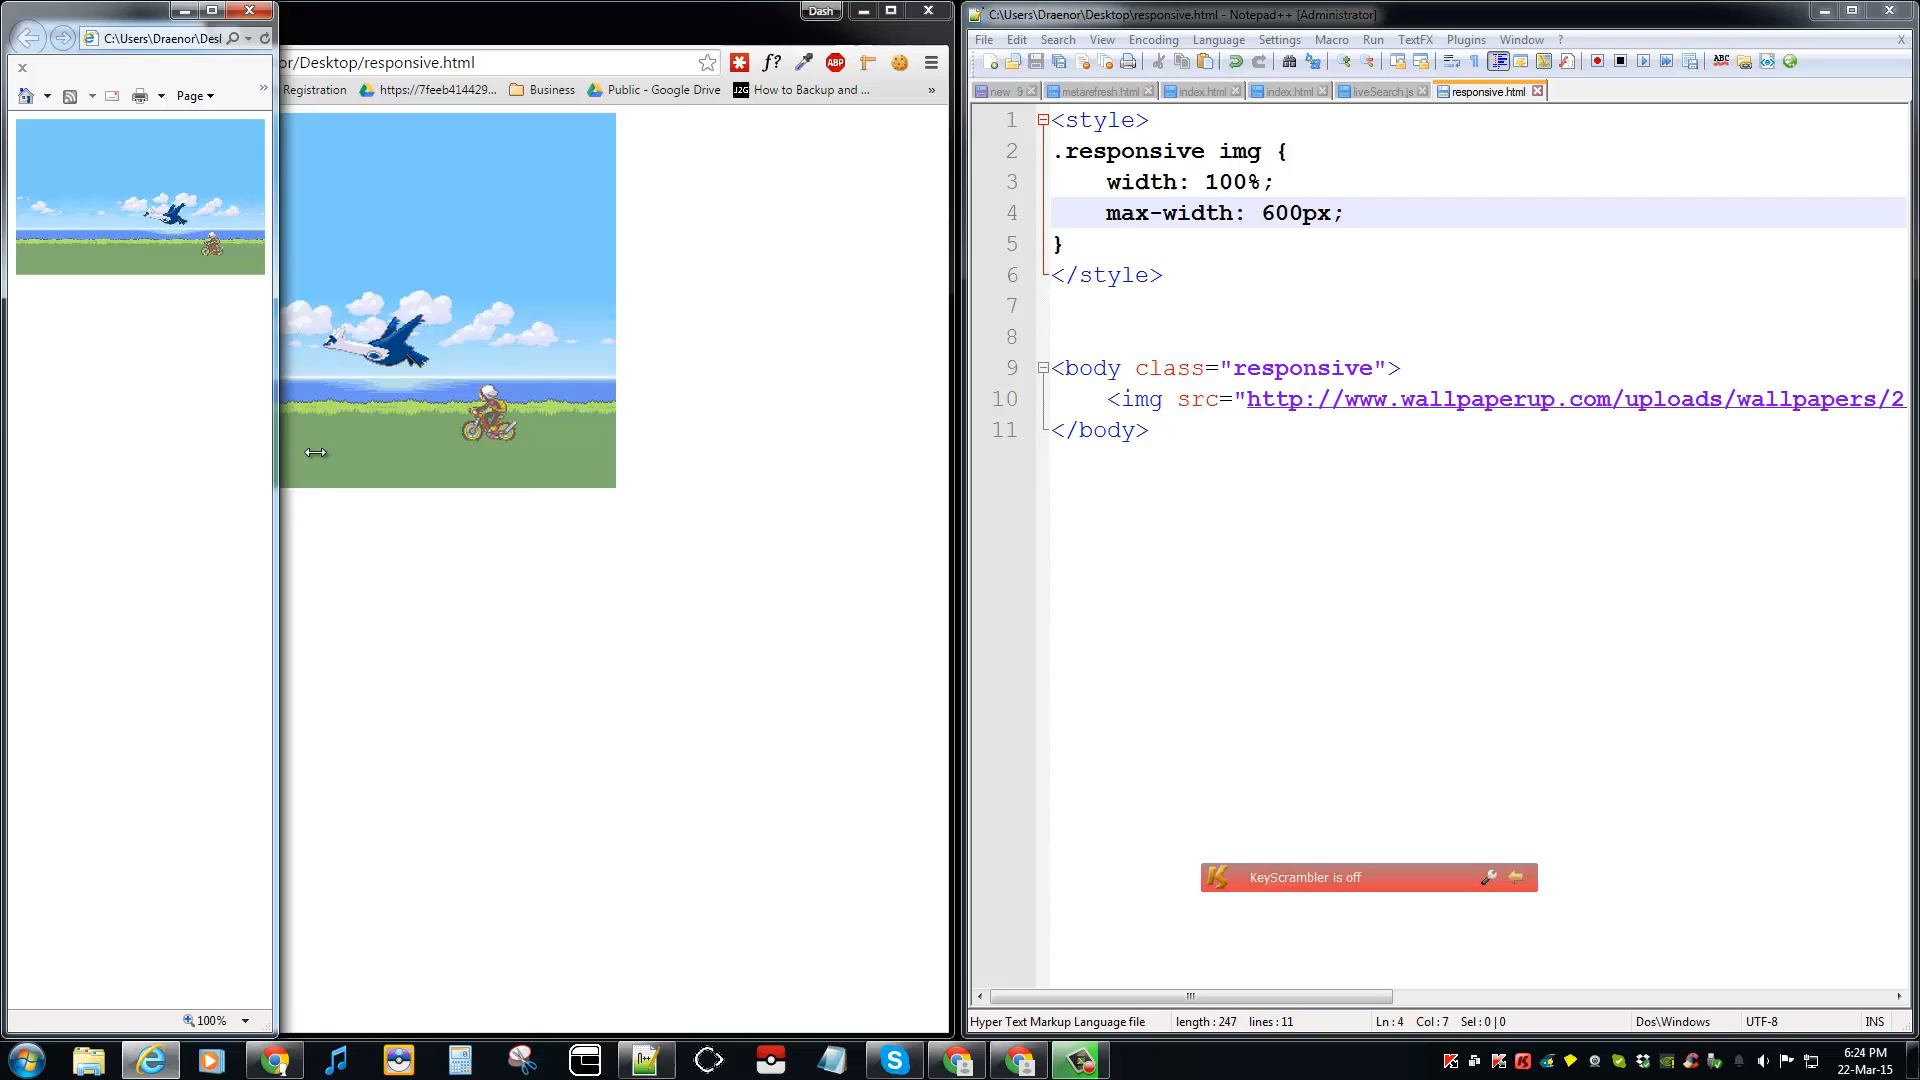 C:\Users\Draenor\Desl
Page
100%
Dash
or/Desktop/responsive.html
ABP
f?
Registration
https://7feeb414429...
Business
Public - Google Drive
J2G
How to Backup and ...
»
C:\Users\Draenor\Desktop\responsive.html - Notepad++ [Administrator]
File Edit Search View Encoding Language Settings Macro Run TextFX Plugins Window ? X
new 9
metarefresh.html
index.html
index.html
liveSearch.js
responsive.html
1 <style>
2 .responsive img {
3 width: 100%;
4 max-width: 600px;
5 }
6 </style>
7
8
9 <body class="responsive">
10 <img src="http://www.wallpaperup.com/uploads/wallpapers/2
11 </body>
KeyScrambler is off
Hyper Text Markup Language file length : 247 lines : 11 Ln : 4 Col : 7 Sel : 0 | 0 Dos\Windows UTF-8 INS
6:24 PM
22-Mar-15